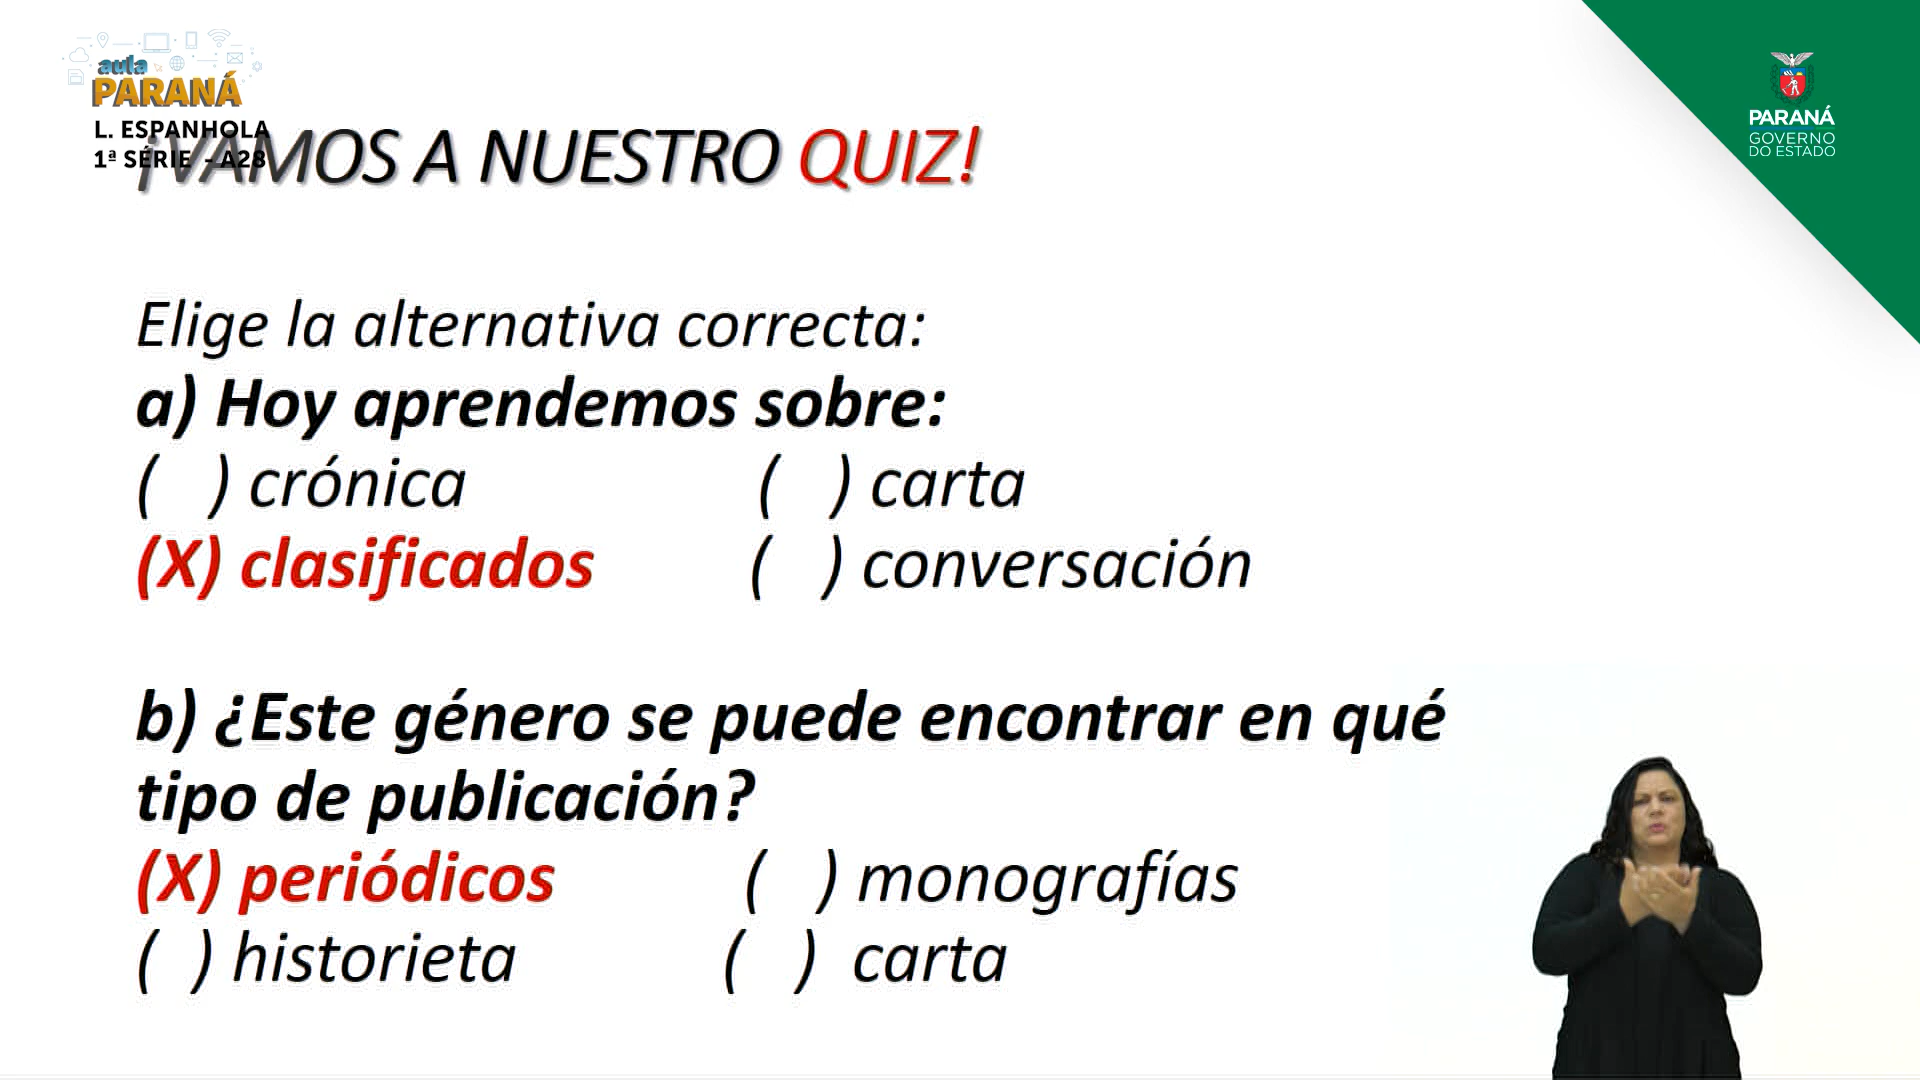 aula
PARANÁ
L. ESPANHOLA
1ª SÉRIE - A28
PARANÁ
GOVERNO
DO ESTADO
¡VAMOS A NUESTRO QUIZ!
Elige la alternativa correcta:
a) Hoy aprendemos sobre:
(   ) crónica (   ) carta
(X) clasificados (   ) conversación
b) ¿Este género se puede encontrar en qué
tipo de publicación?
(X) periódicos (   ) monografías
(  ) historieta (   ) carta